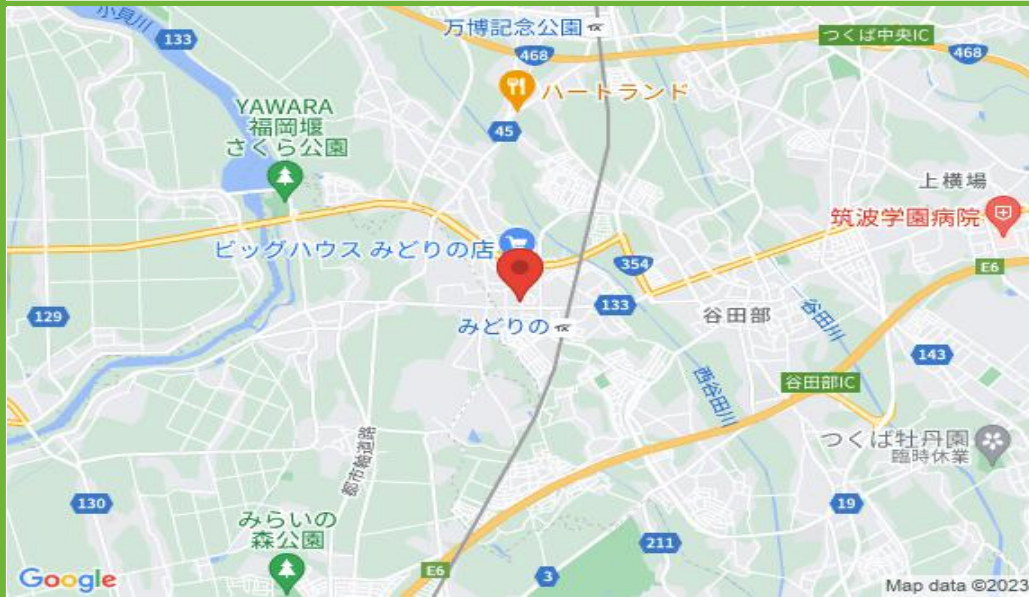 小貝川
133
万博記念公園
468
つくば中央IC
468
ハートランド
45
YAWARA
福岡堰
さくら公園
上横場
筑波学園病院
ビッグハウス みどりの店
354
E6
129
133
みどりの
谷田部
谷田川
143
西谷田川
谷田部IC
つくば牡丹園
臨時休業
都市軸道路
130
みらいの
森公園
19
211
E6
3
Google
Map data ©2023